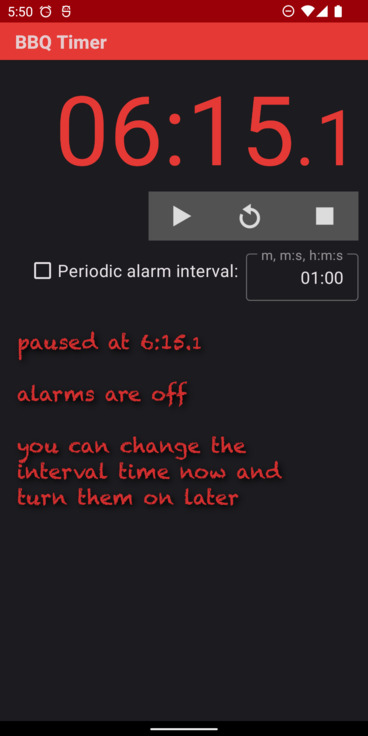 5:50
BBQ Timer
06:15.1
m, m:s, h:m:s
Periodic alarm interval:
01:00
paused at 6:15.1
alarms are off
you can change the
interval time now and
turn them on later